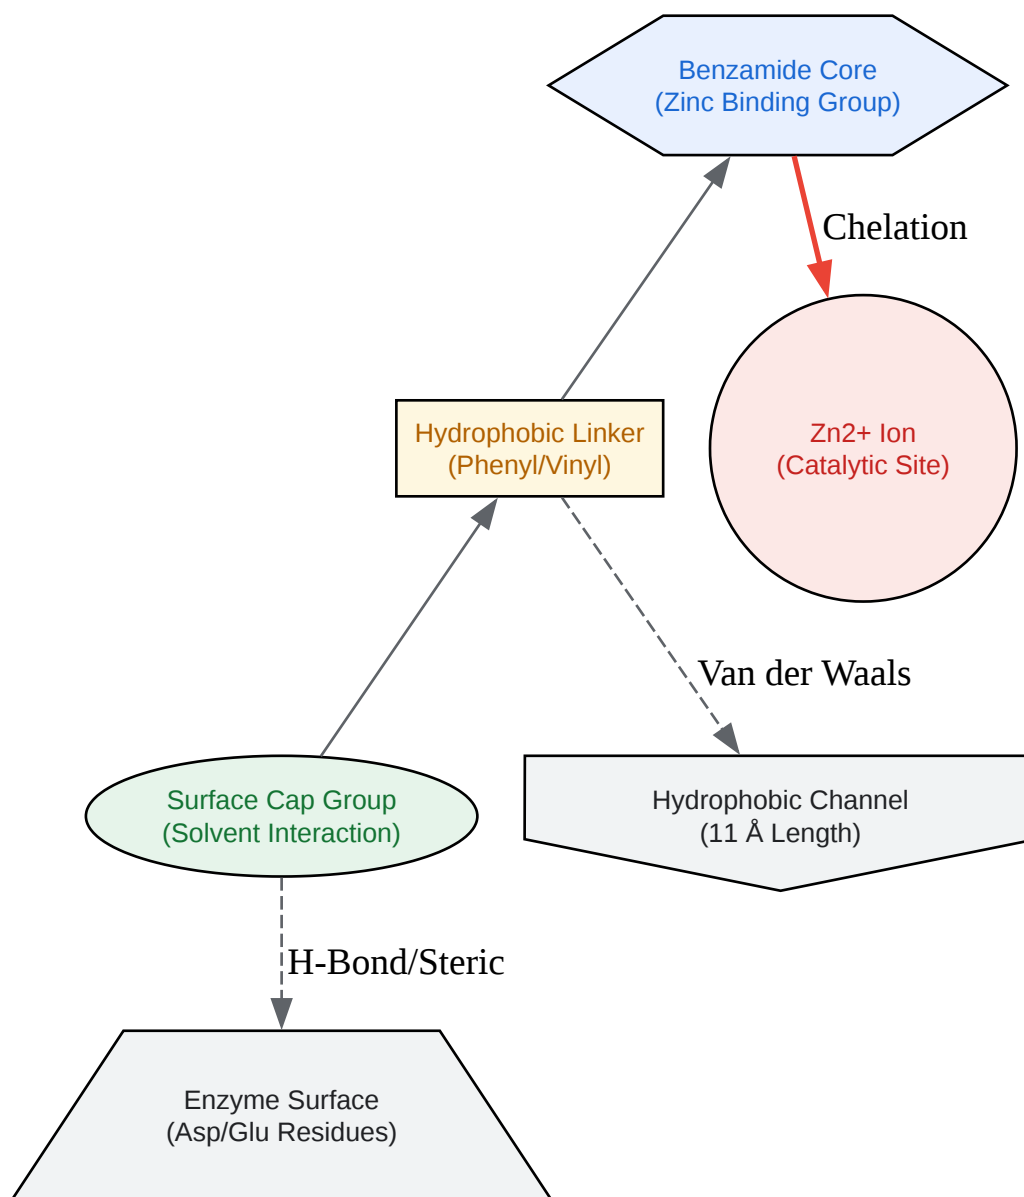 Benzamide Core
(Zinc Binding Group)
Chelation
Hydrophobic Linker
(Phenyl/Vinyl)
Zn2+ Ion
(Catalytic Site)
Van der Waals
Surface Cap Group
(Solvent Interaction)
Hydrophobic Channel
(11 Å Length)
H-Bond/Steric
Enzyme Surface
(Asp/Glu Residues)